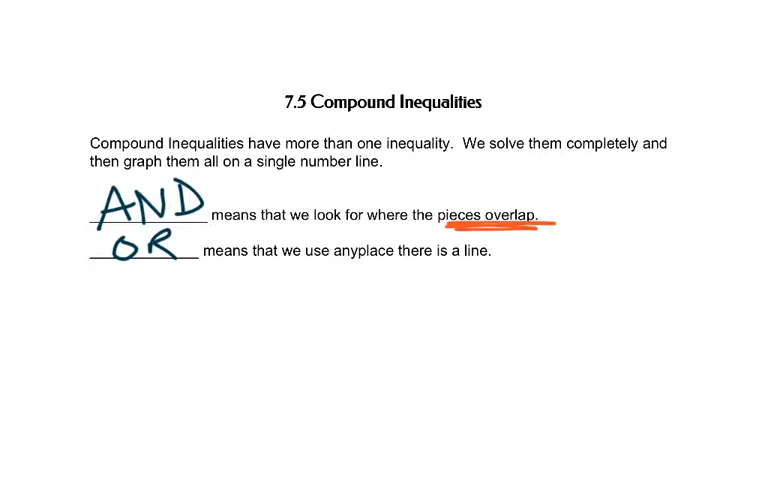 7.5 Compound Inequalities
Compound Inequalities have more than one inequality. We solve them completely and
then graph them all on a single number line.
AND means that we look for where the pieces overlap.
OR means that we use anyplace there is a line.